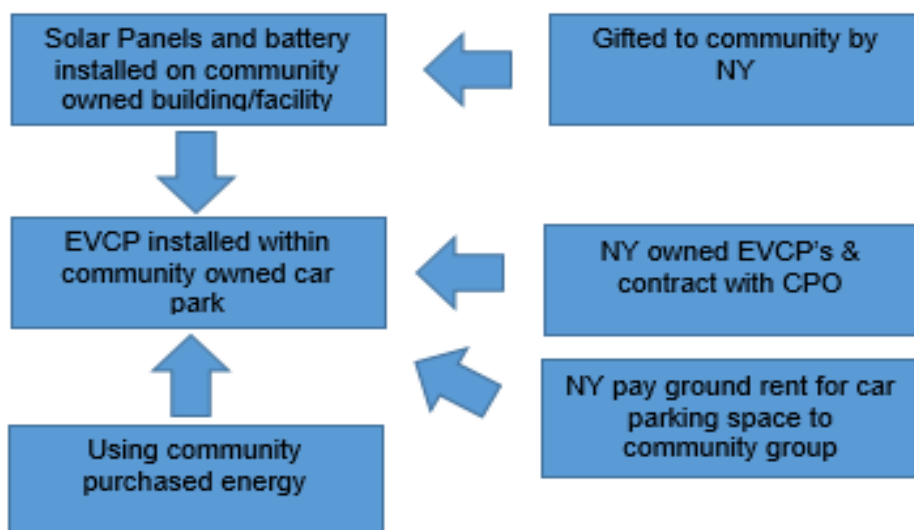 Solar Panels and battery
installed on community
owned building/facility
Gifted to community by
NY
EVCP installed within
community owned car
park
NY owned EVCP's &
contract with CPO
NY pay ground rent for car
parking space to
community group
Using community
purchased energy